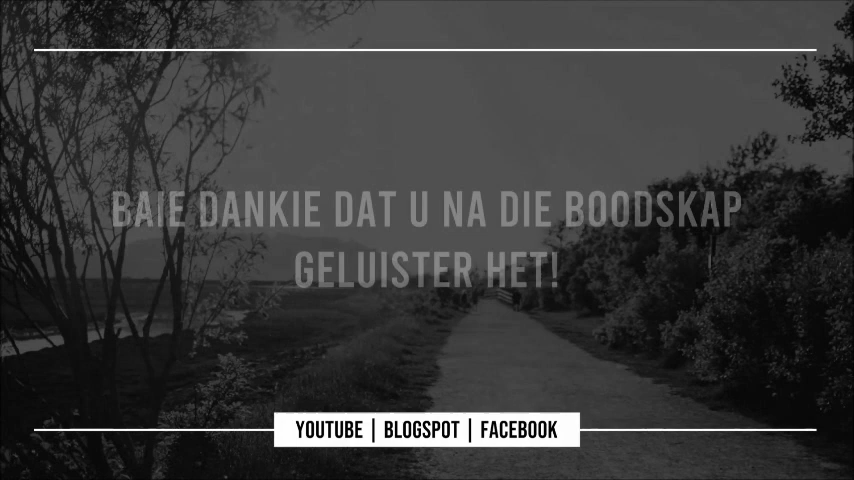 BAIE DANKIE DAT U NA DIE BOODSKAP
GELUISTER HET!
YOUTUBE | BLOGSPOT | FACEBOOK